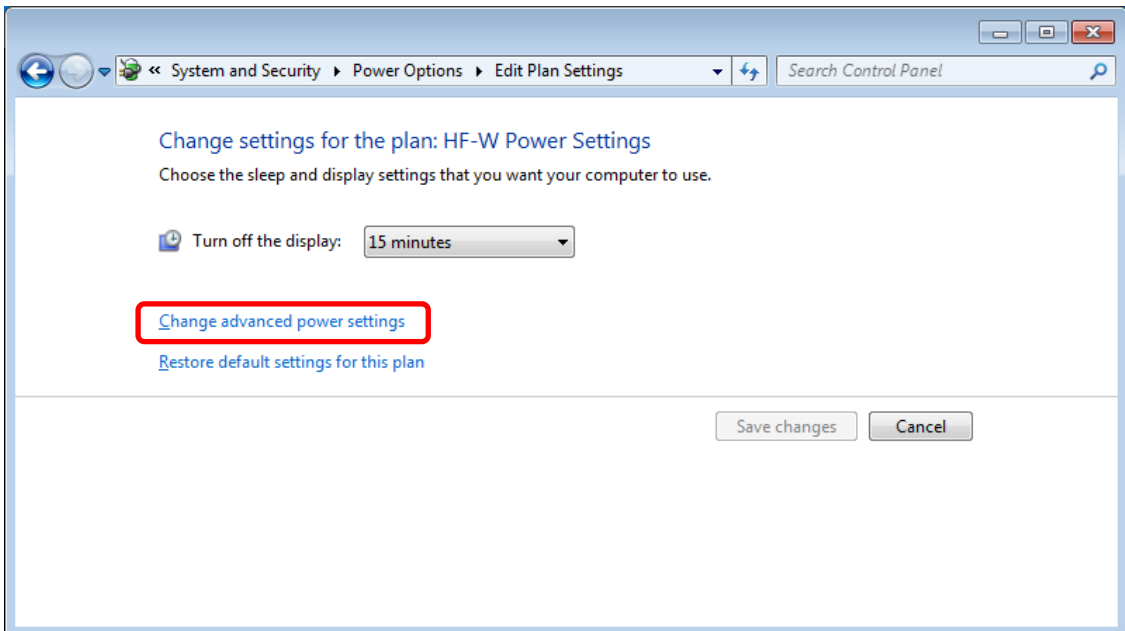 « System and Security ▸ Power Options ▸ Edit Plan Settings
Search Control Panel
Change settings for the plan: HF-W Power Settings
Choose the sleep and display settings that you want your computer to use.
Turn off the display: 15 minutes
Change advanced power settings
Restore default settings for this plan
Save changes Cancel